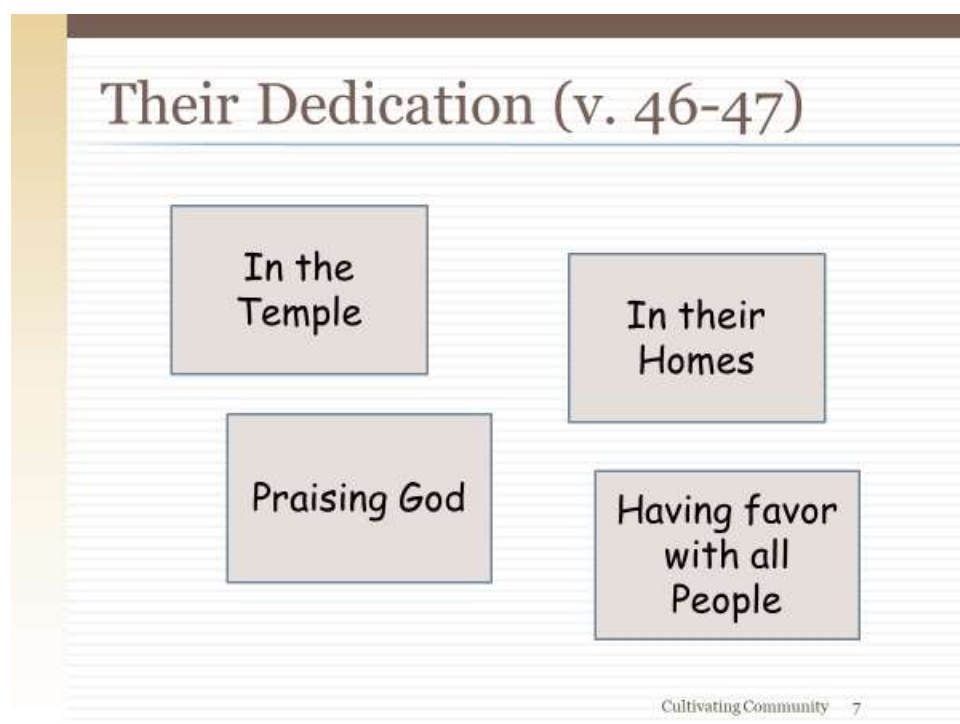 Their Dedication (v. 46-47)
In the
Temple
In their
Homes
Praising God
Having favor
with all
People
Cultivating Community 7